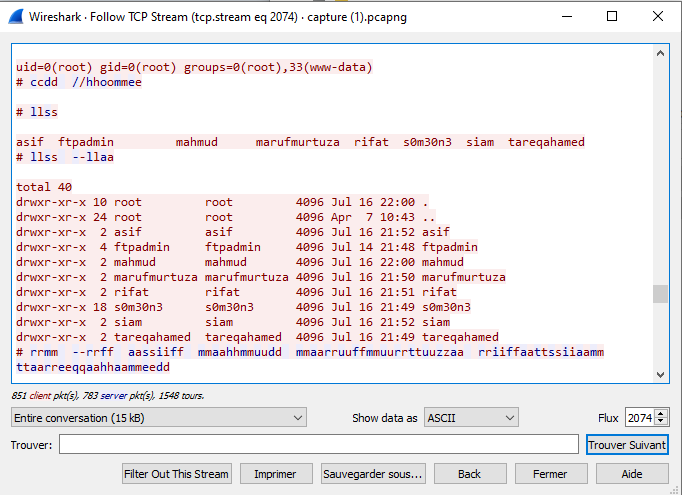 Wireshark · Follow TCP Stream (tcp.stream eq 2074) · capture (1).pcapng
uid=0(root) gid=0(root) groups=0(root),33(www-data)
# ccdd  //hhoommee
# llss
asif  ftpadmin        mahmud     marufmurtuza  rifat  s0m30n3  siam  tareqahamed
# llss  --llaa
total 40
drwxr-xr-x 10 root         root         4096 Jul 16 22:00 .
drwxr-xr-x 24 root         root         4096 Apr  7 10:43 ..
drwxr-xr-x  2 asif         asif         4096 Jul 16 21:52 asif
drwxr-xr-x  4 ftpadmin     ftpadmin     4096 Jul 14 21:48 ftpadmin
drwxr-xr-x  2 mahmud       mahmud       4096 Jul 16 22:00 mahmud
drwxr-xr-x  2 marufmurtuza marufmurtuza 4096 Jul 16 21:50 marufmurtuza
drwxr-xr-x  2 rifat        rifat        4096 Jul 16 21:51 rifat
drwxr-xr-x 18 s0m30n3      s0m30n3      4096 Jul 16 21:49 s0m30n3
drwxr-xr-x  2 siam         siam         4096 Jul 16 21:52 siam
drwxr-xr-x  2 tareqahamed  tareqahamed  4096 Jul 16 21:49 tareqahamed
# rrmm  --rrff  aassiiff  mmaahhmmuudd  mmaarruuffmmuurrttuuzzaa  rriiffaattssiiaamm
ttaarreeqqaahhaammeedd
851 client pkt(s), 783 server pkt(s), 1548 tours.
Entire conversation (15 kB) Show data as ASCII Flux 2074
Trouver: Trouver Suivant
Filter Out This Stream Imprimer Sauvegarder sous... Back Fermer Aide